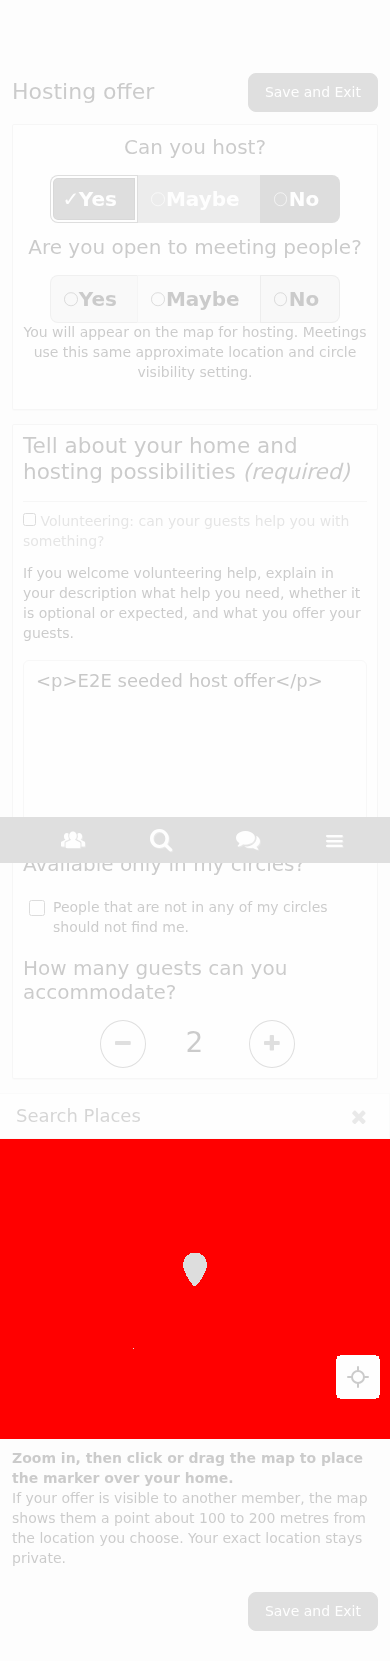 Hosting offer
Save and Exit
Can you host?
✓Yes
Maybe
No
Are you open to meeting people?
Yes
Maybe
No
You will appear on the map for hosting. Meetings
use this same approximate location and circle
visibility setting.
Tell about your home and
hosting possibilities (required)
Volunteering: can your guests help you with
something?
If you welcome volunteering help, explain in
your description what help you need, whether it
is optional or expected, and what you offer your
guests.
<p>E2E seeded host offer</p>
Available only in my circles?
People that are not in any of my circles
should not find me.
How many guests can you
accommodate?
2
Search Places
Zoom in, then click or drag the map to place
the marker over your home.
If your offer is visible to another member, the map
shows them a point about 100 to 200 metres from
the location you choose. Your exact location stays
private.
Save and Exit